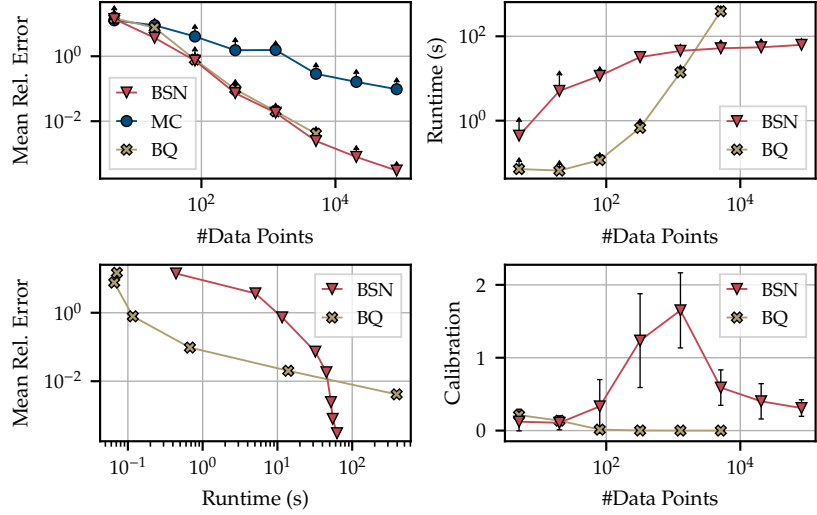 Mean Rel. Error
10^0
10^−2
BSN
MC
BQ
10^2
10^4
#Data Points
Runtime (s)
10^2
10^0
BSN
BQ
10^2
10^4
#Data Points
Mean Rel. Error
10^0
10^−2
BSN
BQ
10^−1
10^0
10^1
10^2
Runtime (s)
Calibration
2
1
0
BSN
BQ
10^2
10^4
#Data Points